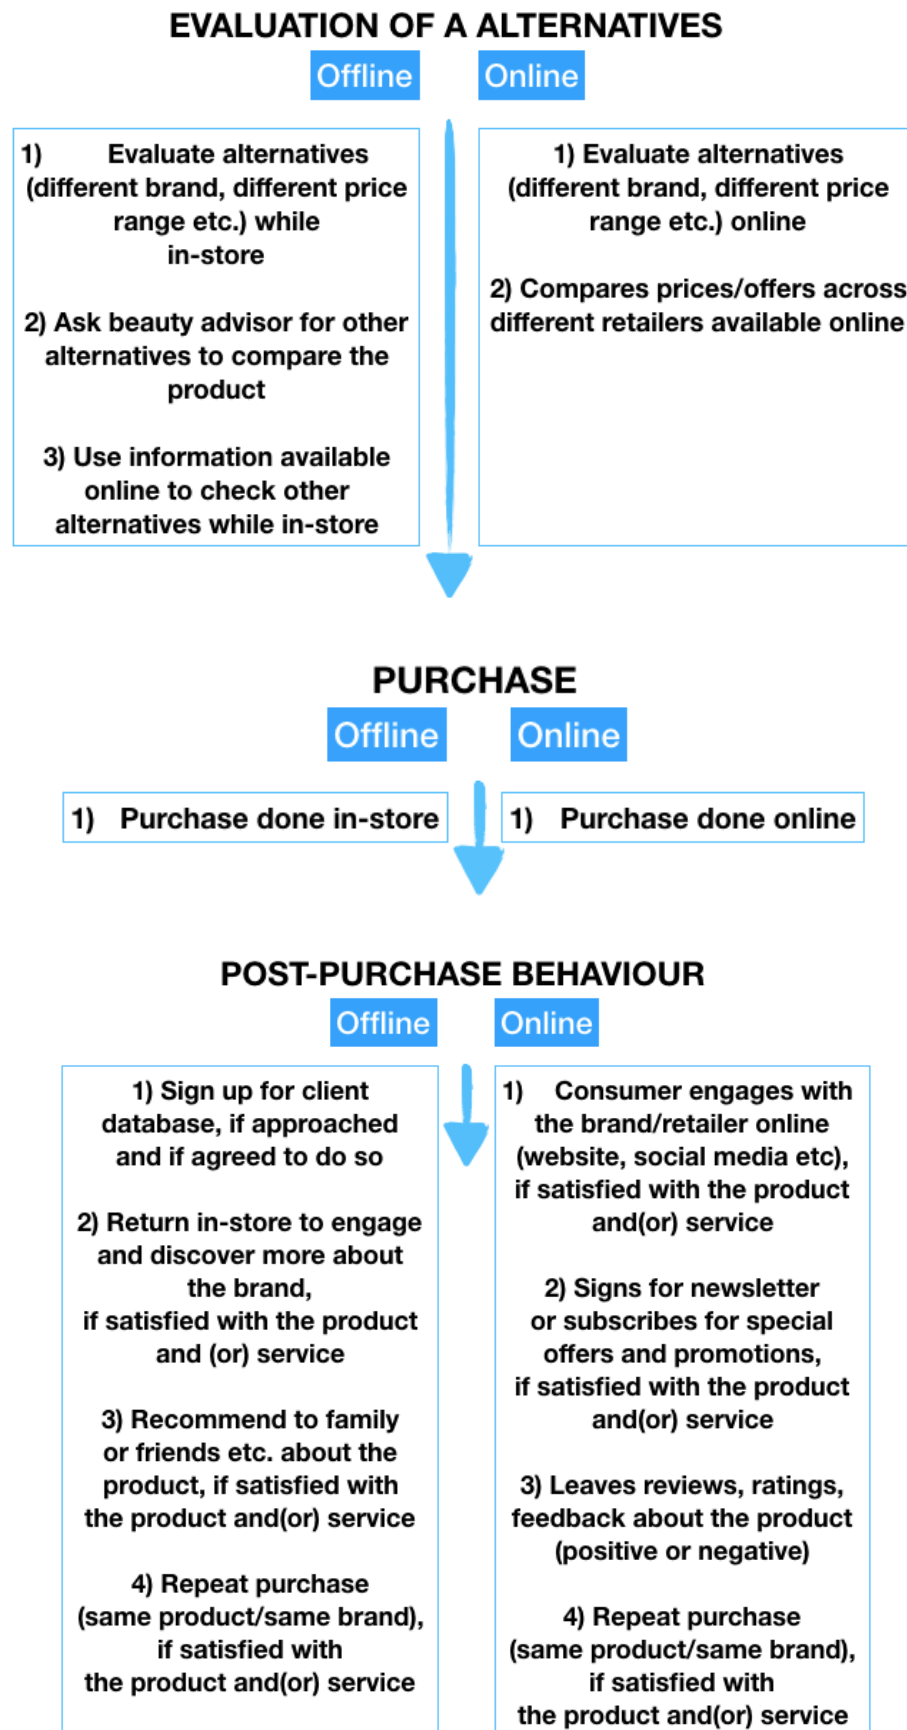 EVALUATION OF A ALTERNATIVES
Offline
Online
1) Evaluate alternatives
(different brand, different price
range etc.) while
in-store
2) Ask beauty advisor for other
alternatives to compare the
product
3) Use information available
online to check other
alternatives while in-store
1) Evaluate alternatives
(different brand, different price
range etc.) online
2) Compares prices/offers across
different retailers available online
PURCHASE
Offline
Online
1) Purchase done in-store
1) Purchase done online
POST-PURCHASE BEHAVIOUR
Offline
Online
1) Sign up for client
database, if approached
and if agreed to do so
2) Return in-store to engage
and discover more about
the brand,
if satisfied with the product
and (or) service
3) Recommend to family
or friends etc. about the
product, if satisfied with
the product and(or) service
4) Repeat purchase
(same product/same brand),
if satisfied with
the product and(or) service
1) Consumer engages with
the brand/retailer online
(website, social media etc),
if satisfied with the product
and(or) service
2) Signs for newsletter
or subscribes for special
offers and promotions,
if satisfied with the product
and(or) service
3) Leaves reviews, ratings,
feedback about the product
(positive or negative)
4) Repeat purchase
(same product/same brand),
if satisfied with
the product and(or) service